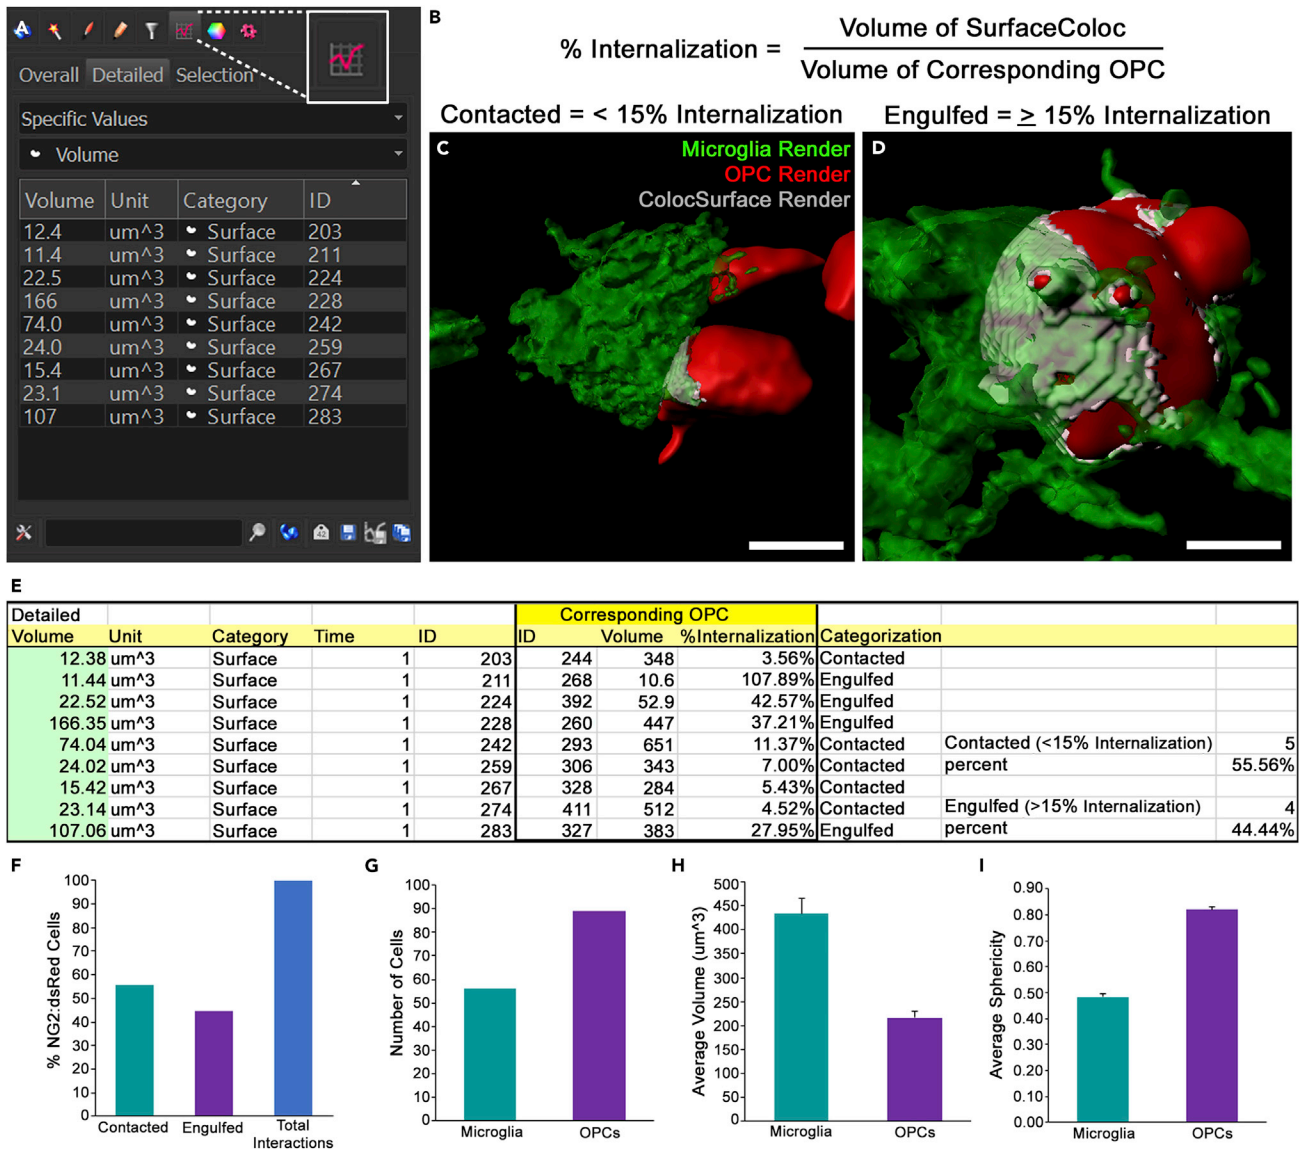 A
Overall Detailed Selection
Specific Values
Volume
Volume Unit Category ID
12.4 um^3 Surface 203
11.4 um^3 Surface 211
22.5 um^3 Surface 224
166 um^3 Surface 228
74.0 um^3 Surface 242
24.0 um^3 Surface 259
15.4 um^3 Surface 267
23.1 um^3 Surface 274
107 um^3 Surface 283
42
B
% Internalization = Volume of SurfaceColoc
Volume of Corresponding OPC
Contacted = < 15% Internalization
Engulfed = ≥ 15% Internalization
C
Microglia Render
OPC Render
ColocSurface Render
D
E
Detailed Corresponding OPC
Volume Unit Category Time ID ID Volume %Internalization Categorization
12.38 um^3 Surface 1 203 244 348 3.56% Contacted
11.44 um^3 Surface 1 211 268 10.6 107.89% Engulfed
22.52 um^3 Surface 1 224 392 52.9 42.57% Engulfed
166.35 um^3 Surface 1 228 260 447 37.21% Engulfed
74.04 um^3 Surface 1 242 293 651 11.37% Contacted Contacted (<15% Internalization) 5
24.02 um^3 Surface 1 259 306 343 7.00% Contacted percent 55.56%
15.42 um^3 Surface 1 267 328 284 5.43% Contacted
23.14 um^3 Surface 1 274 411 512 4.52% Contacted Engulfed (>15% Internalization) 4
107.06 um^3 Surface 1 283 327 383 27.95% Engulfed percent 44.44%
F
% NG2:dsRed Cells
100
90
80
70
60
50
40
30
20
10
0
Contacted Engulfed Total
Interactions
G
Number of Cells
100
90
80
70
60
50
40
30
20
10
0
Microglia OPCs
H
Average Volume (um^3)
500
450
400
350
300
250
200
150
100
50
0
Microglia OPCs
I
Average Sphericity
0.90
0.80
0.70
0.60
0.50
0.40
0.30
0.20
0.10
0.00
Microglia OPCs